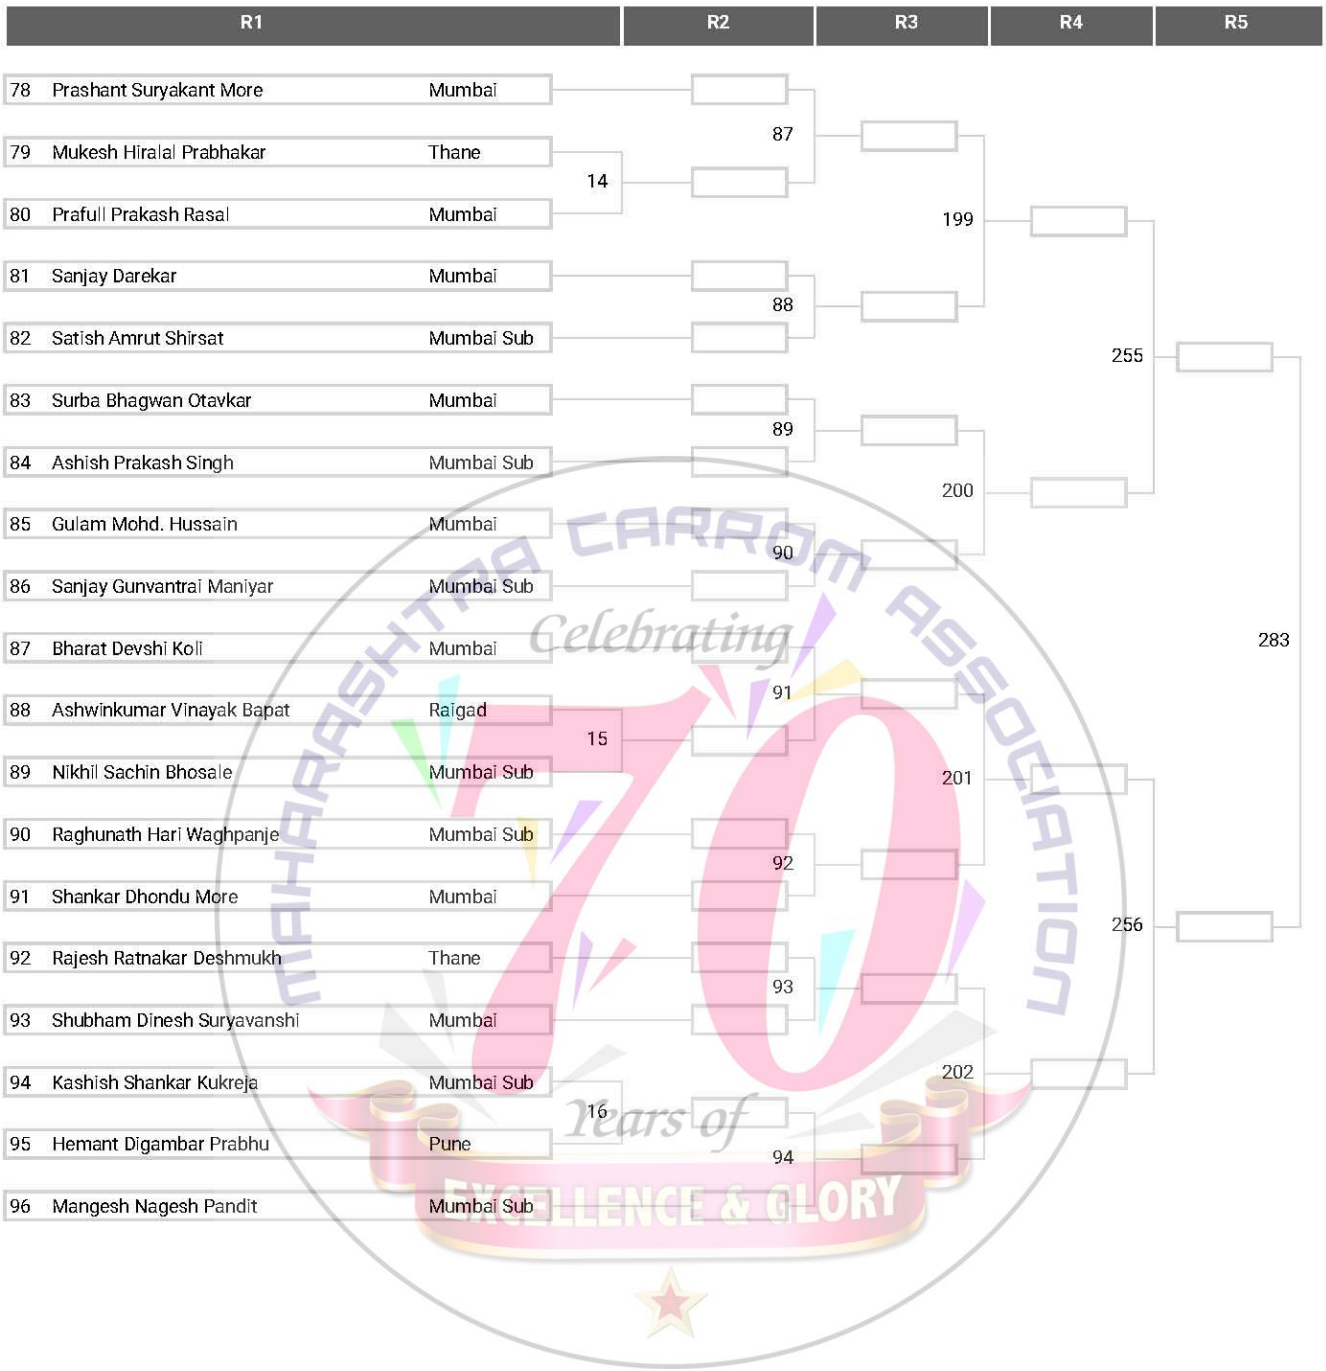 R1 R2 R3 R4 R5
78 Prashant Suryakant More Mumbai
87
79 Mukesh Hiralal Prabhakar Thane
14
80 Prafull Prakash Rasal Mumbai
199
81 Sanjay Darekar Mumbai
88
82 Satish Amrut Shirsat Mumbai Sub
255
83 Surba Bhagwan Otavkar Mumbai
89
84 Ashish Prakash Singh Mumbai Sub
200
85 Gulam Mohd. Hussain Mumbai
90
86 Sanjay Gunvantrai Maniyar Mumbai Sub
283
87 Bharat Devshi Koli Mumbai
91
88 Ashwinkumar Vinayak Bapat Raigad
15
89 Nikhil Sachin Bhosale Mumbai Sub
201
90 Raghunath Hari Waghpanje Mumbai Sub
92
91 Shankar Dhondu More Mumbai
256
92 Rajesh Ratnakar Deshmukh Thane
93
93 Shubham Dinesh Suryavanshi Mumbai
202
94 Kashish Shankar Kukreja Mumbai Sub
16
95 Hemant Digambar Prabhu Pune
94
96 Mangesh Nagesh Pandit Mumbai Sub
MAHARASHTRA CARROM ASSOCIATION
Celebrating
70
Years of
EXCELLENCE & GLORY